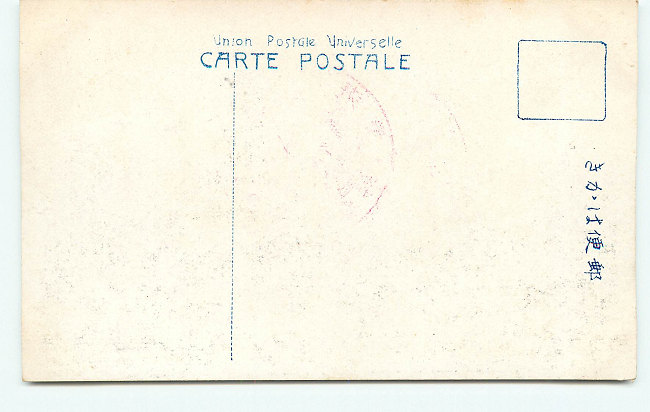 Union Postale Universelle
CARTE POSTALE
きがは便郵